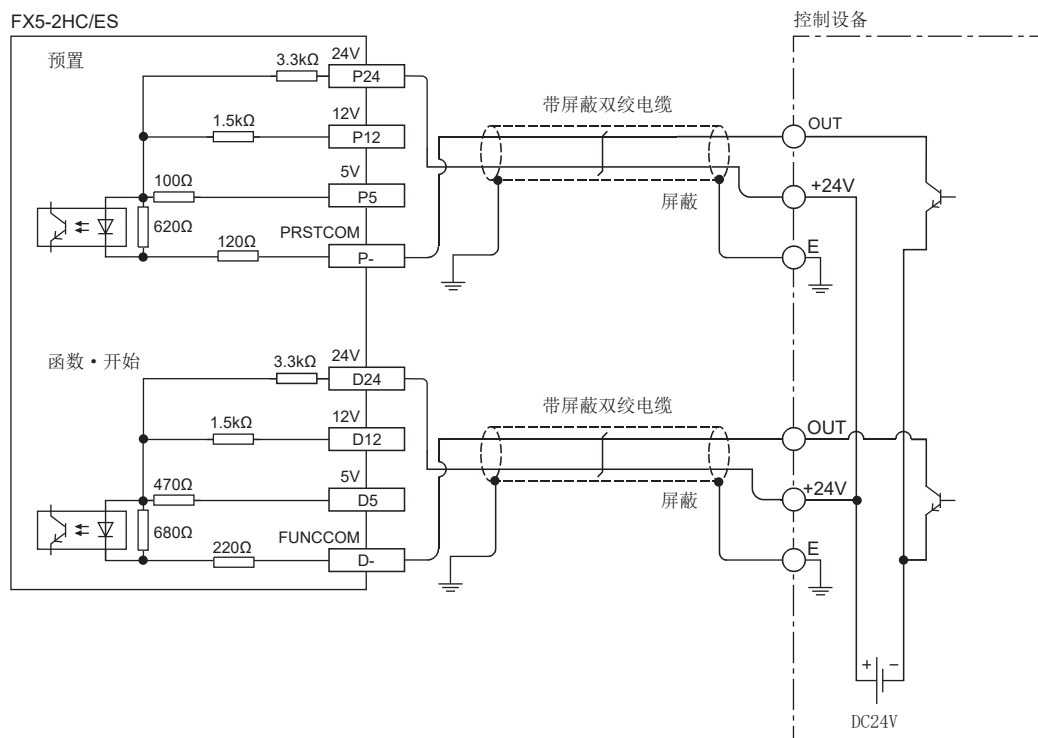 FX5-2HC/ES
控制设备
预置
3.3kΩ
24V
P24
1.5kΩ
12V
P12
100Ω
5V
P5
620Ω
PRSTCOM
120Ω
P-
带屏蔽双绞电缆
屏蔽
OUT
+24V
E
函数・开始
3.3kΩ
24V
D24
1.5kΩ
12V
D12
470Ω
5V
D5
680Ω
FUNCCOM
220Ω
D-
带屏蔽双绞电缆
屏蔽
OUT
+24V
E
+ −
DC24V